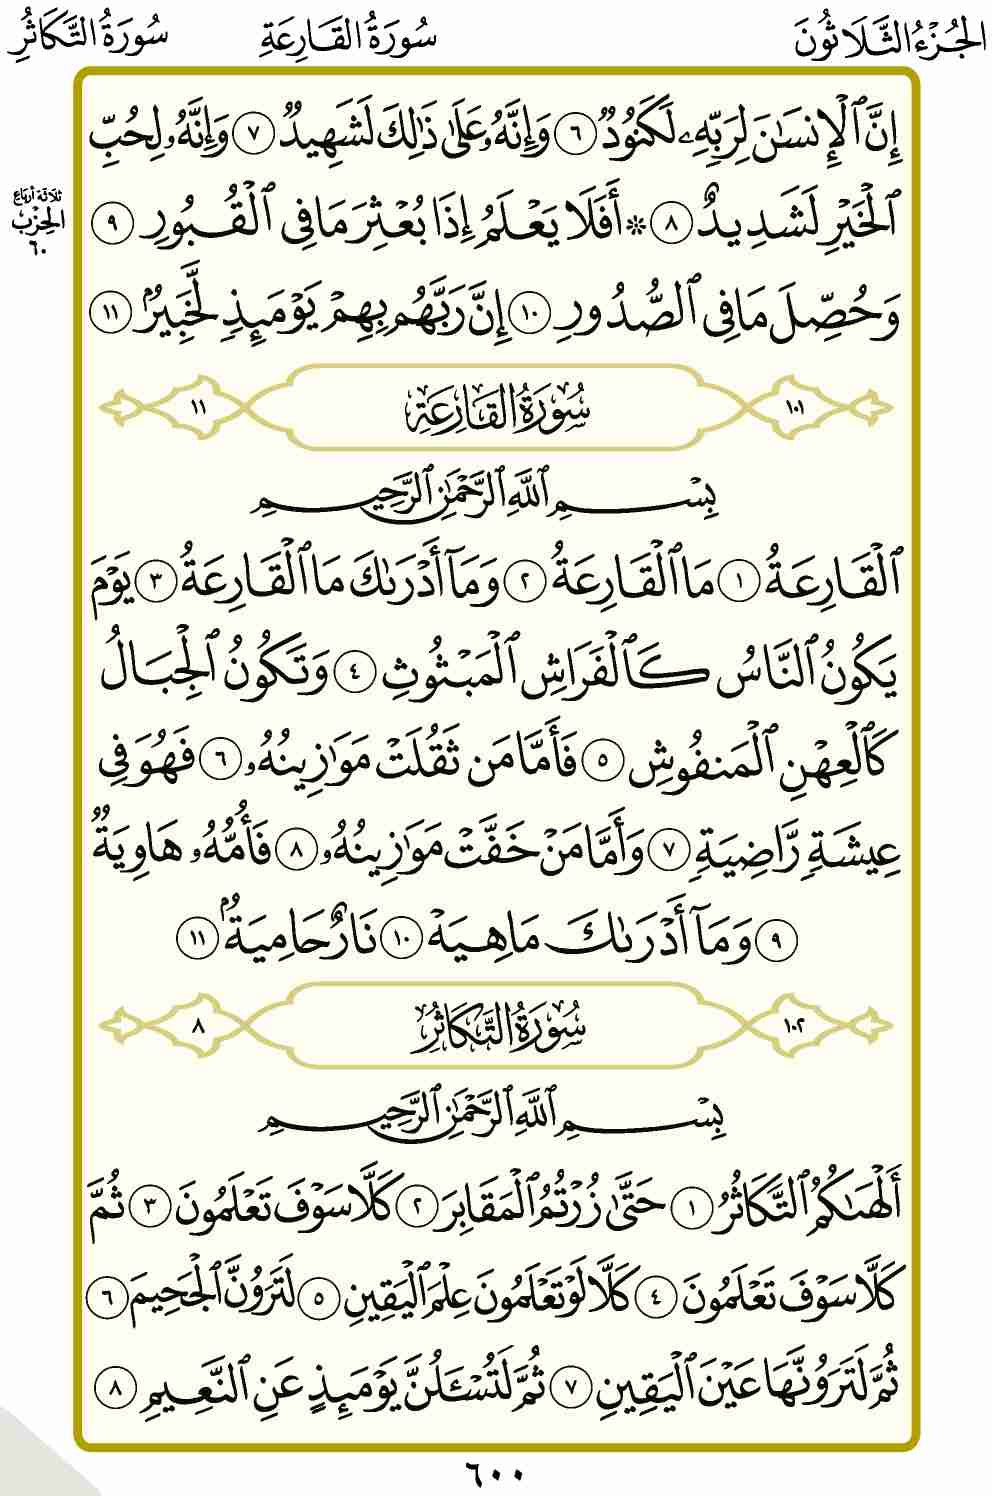 الجُزْءُ الثَّلَاثُونَ سُورَةُ القَارِعَةِ سُورَةُ التَّكَاثُرِ
إِنَّ ٱلْإِنسَٰنَ لِرَبِّهِۦ لَكَنُودٌ ٦ وَإِنَّهُۥ عَلَىٰ ذَٰلِكَ لَشَهِيدٌ ٧ وَإِنَّهُۥ لِحُبِّ
ٱلْخَيْرِ لَشَدِيدٌ ٨ ۞ أَفَلَا يَعْلَمُ إِذَا بُعْثِرَ مَا فِى ٱلْقُبُورِ ٩
ثلاثة أرباع
الحِزْب
٦٠
وَحُصِّلَ مَا فِى ٱلصُّدُورِ ١٠ إِنَّ رَبَّهُم بِهِمْ يَوْمَئِذٍ لَّخَبِيرٌۢ ١١
١٠١ سُورَةُ القَارِعَةِ ١١
بِسْمِ ٱللَّهِ ٱلرَّحْمَٰنِ ٱلرَّحِيمِ
ٱلْقَارِعَةُ ١ مَا ٱلْقَارِعَةُ ٢ وَمَآ أَدْرَىٰكَ مَا ٱلْقَارِعَةُ ٣ يَوْمَ
يَكُونُ ٱلنَّاسُ كَٱلْفَرَاشِ ٱلْمَبْثُوثِ ٤ وَتَكُونُ ٱلْجِبَالُ
كَٱلْعِهْنِ ٱلْمَنفُوشِ ٥ فَأَمَّا مَن ثَقُلَتْ مَوَٰزِينُهُۥ ٦ فَهُوَ فِى
عِيشَةٍ رَّاضِيَةٍ ٧ وَأَمَّا مَنْ خَفَّتْ مَوَٰزِينُهُۥ ٨ فَأُمُّهُۥ هَاوِيَةٌ
٩ وَمَآ أَدْرَىٰكَ مَا هِيَهْ ١٠ نَارٌ حَامِيَةٌۢ ١١
١٠٢ سُورَةُ التَّكَاثُرِ ٨
بِسْمِ ٱللَّهِ ٱلرَّحْمَٰنِ ٱلرَّحِيمِ
أَلْهَىٰكُمُ ٱلتَّكَاثُرُ ١ حَتَّىٰ زُرْتُمُ ٱلْمَقَابِرَ ٢ كَلَّا سَوْفَ تَعْلَمُونَ ٣ ثُمَّ
كَلَّا سَوْفَ تَعْلَمُونَ ٤ كَلَّا لَوْ تَعْلَمُونَ عِلْمَ ٱلْيَقِينِ ٥ لَتَرَوُنَّ ٱلْجَحِيمَ ٦
ثُمَّ لَتَرَوُنَّهَا عَيْنَ ٱلْيَقِينِ ٧ ثُمَّ لَتُسْـَٔلُنَّ يَوْمَئِذٍ عَنِ ٱلنَّعِيمِ ٨
٦٠٠